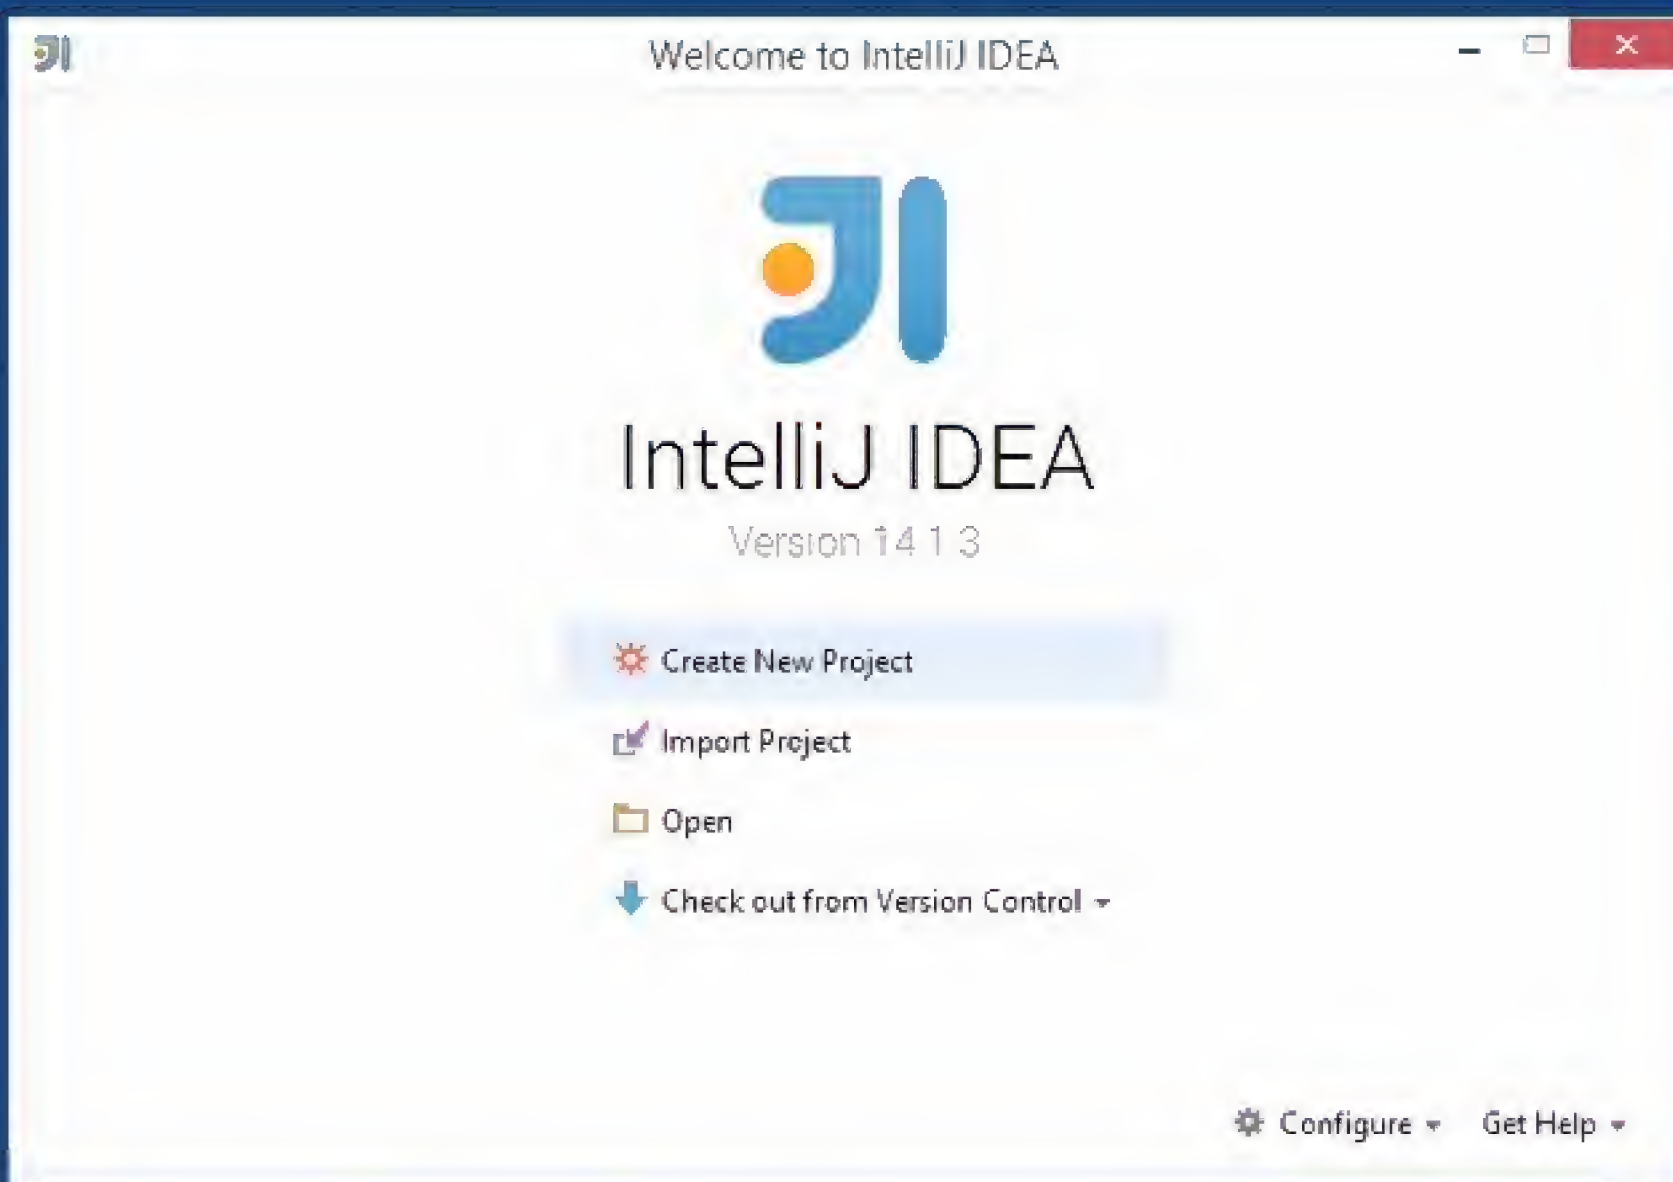 Welcome to IntelliJ IDEA
IntelliJ IDEA
Version 14.1.3
Create New Project
Import Project
Open
Check out from Version Control
Configure
Get Help